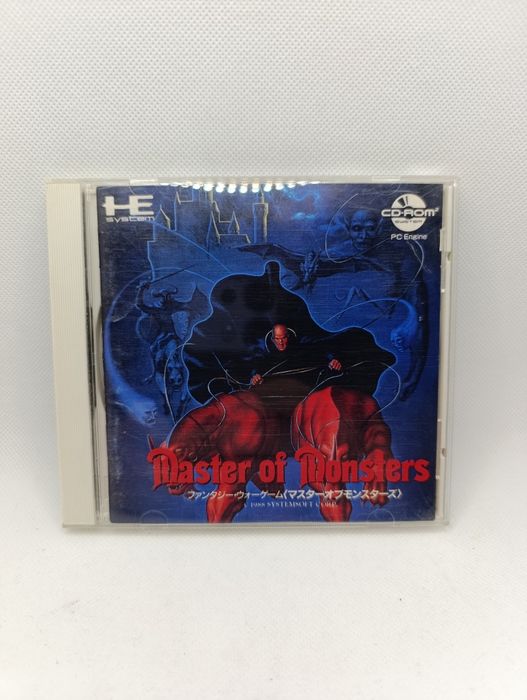 HE
system
CD-ROM²
SYSTEM
PC Engine
Master of Monsters
ファンタジー・ウォーゲーム〈マスター・オブ・モンスターズ〉
© 1988 SYSTEMSOFT CORP.